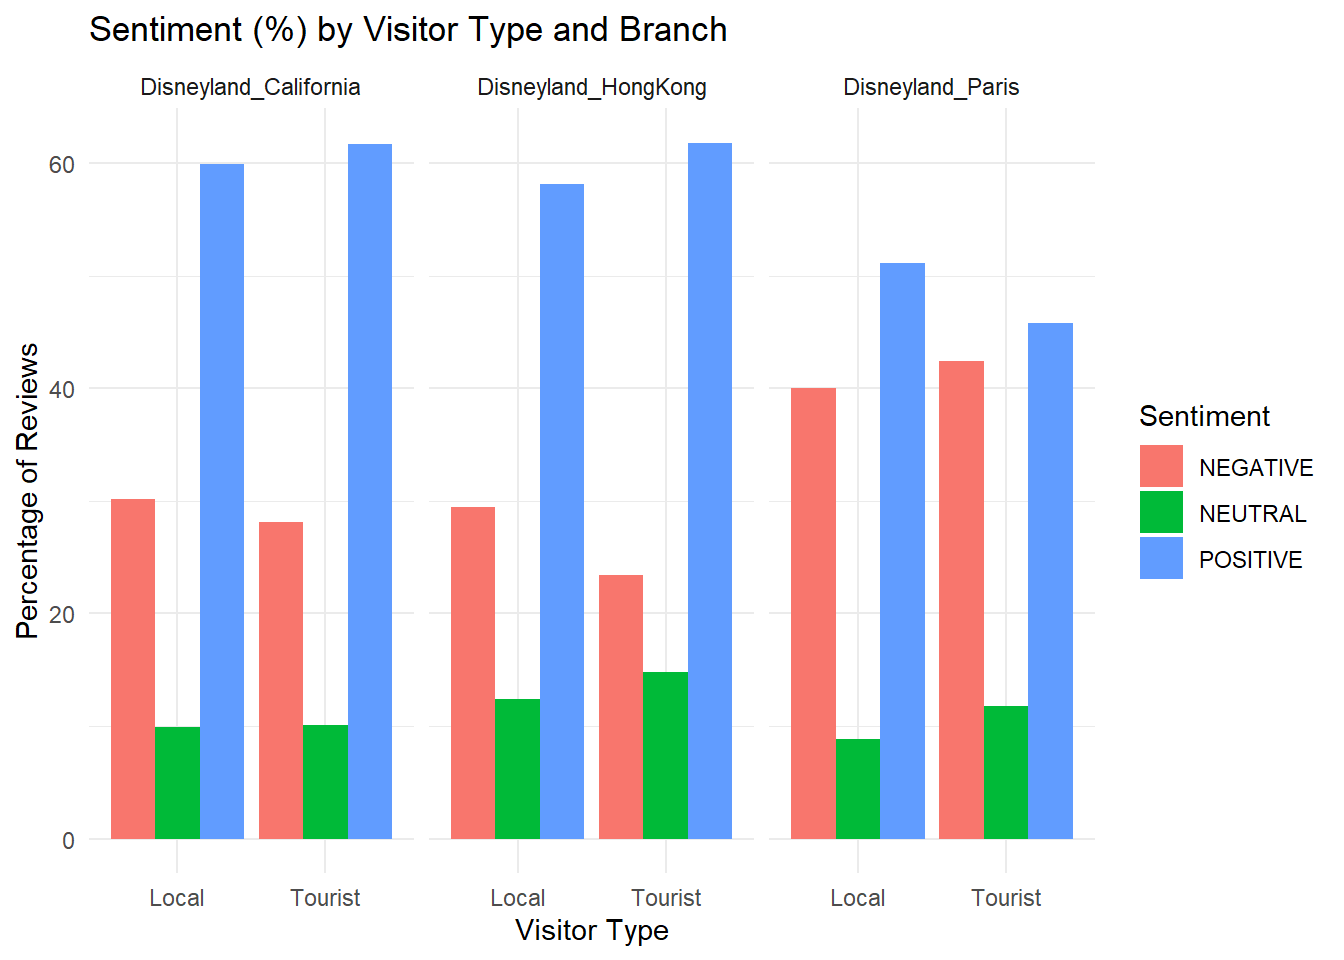 Sentiment (%) by Visitor Type and Branch
Disneyland_California Disneyland_HongKong Disneyland_Paris
Percentage of Reviews
60
40
20
0
Local Tourist Local Tourist Local Tourist
Visitor Type
Sentiment
NEGATIVE
NEUTRAL
POSITIVE